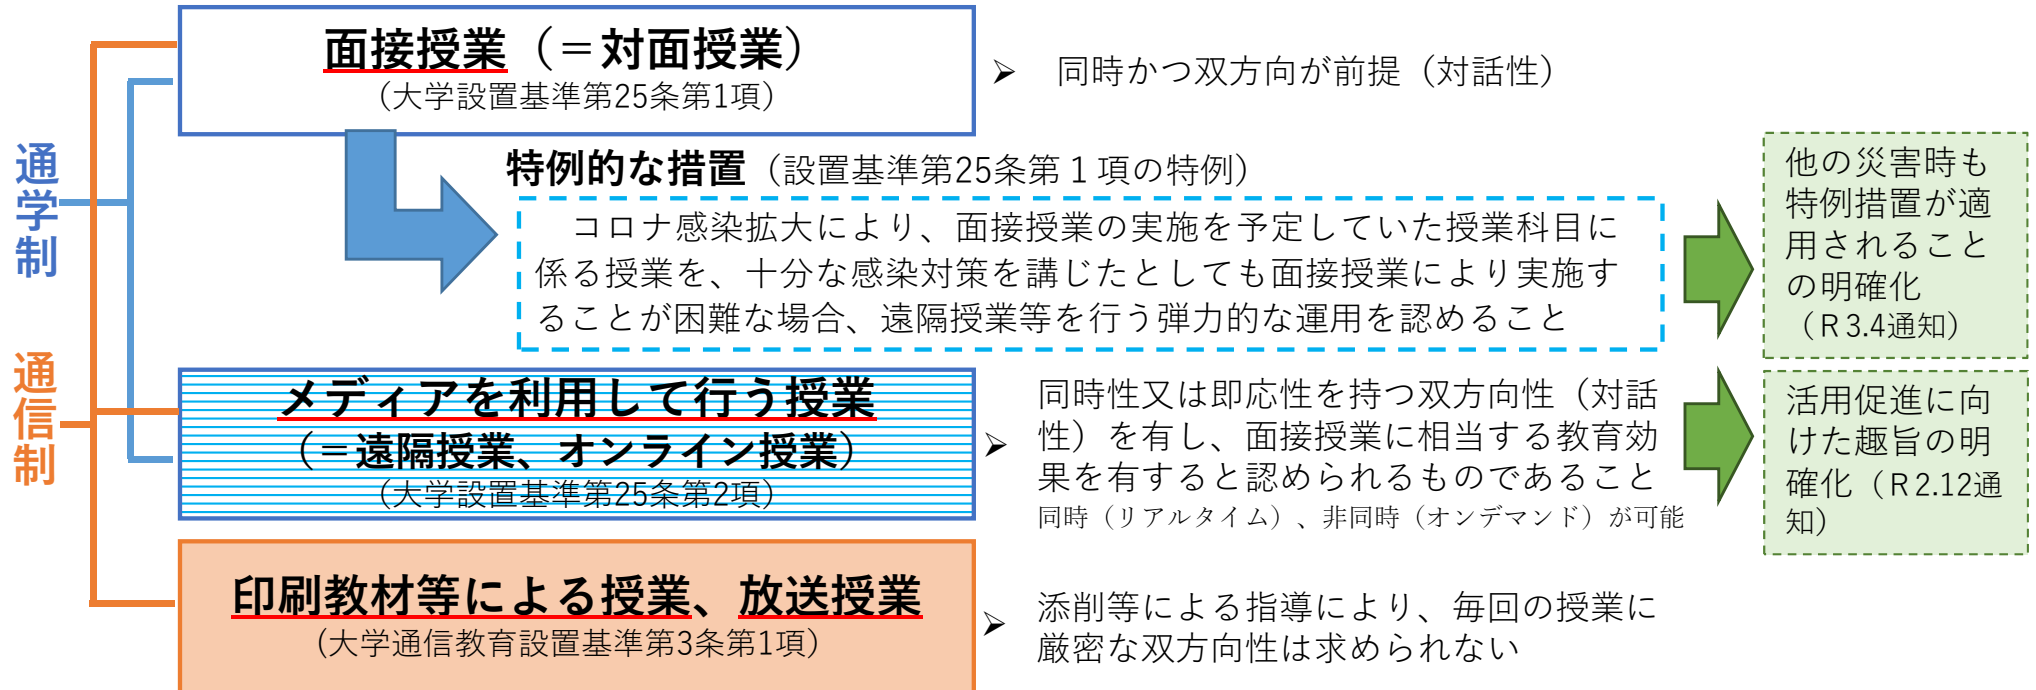 面接授業（＝対面授業）
（大学設置基準第25条第1項）
➢ 同時かつ双方向が前提（対話性）
通学制
特例的な措置（設置基準第25条第１項の特例）
コロナ感染拡大により、面接授業の実施を予定していた授業科目に
係る授業を、十分な感染対策を講じたとしても面接授業により実施す
ることが困難な場合、遠隔授業等を行う弾力的な運用を認めること
他の災害時も
特例措置が適
用されること
の明確化
（Ｒ3.4通知）
通信制
メディアを利用して行う授業
（＝遠隔授業、オンライン授業）
（大学設置基準第25条第2項）
➢ 同時性又は即応性を持つ双方向性（対話
性）を有し、面接授業に相当する教育効
果を有すると認められるものであること
同時（リアルタイム）、非同時（オンデマンド）が可能
活用促進に向
けた趣旨の明
確化（Ｒ2.12通
知）
印刷教材等による授業、放送授業
（大学通信教育設置基準第3条第1項）
➢ 添削等による指導により、毎回の授業に
厳密な双方向性は求められない